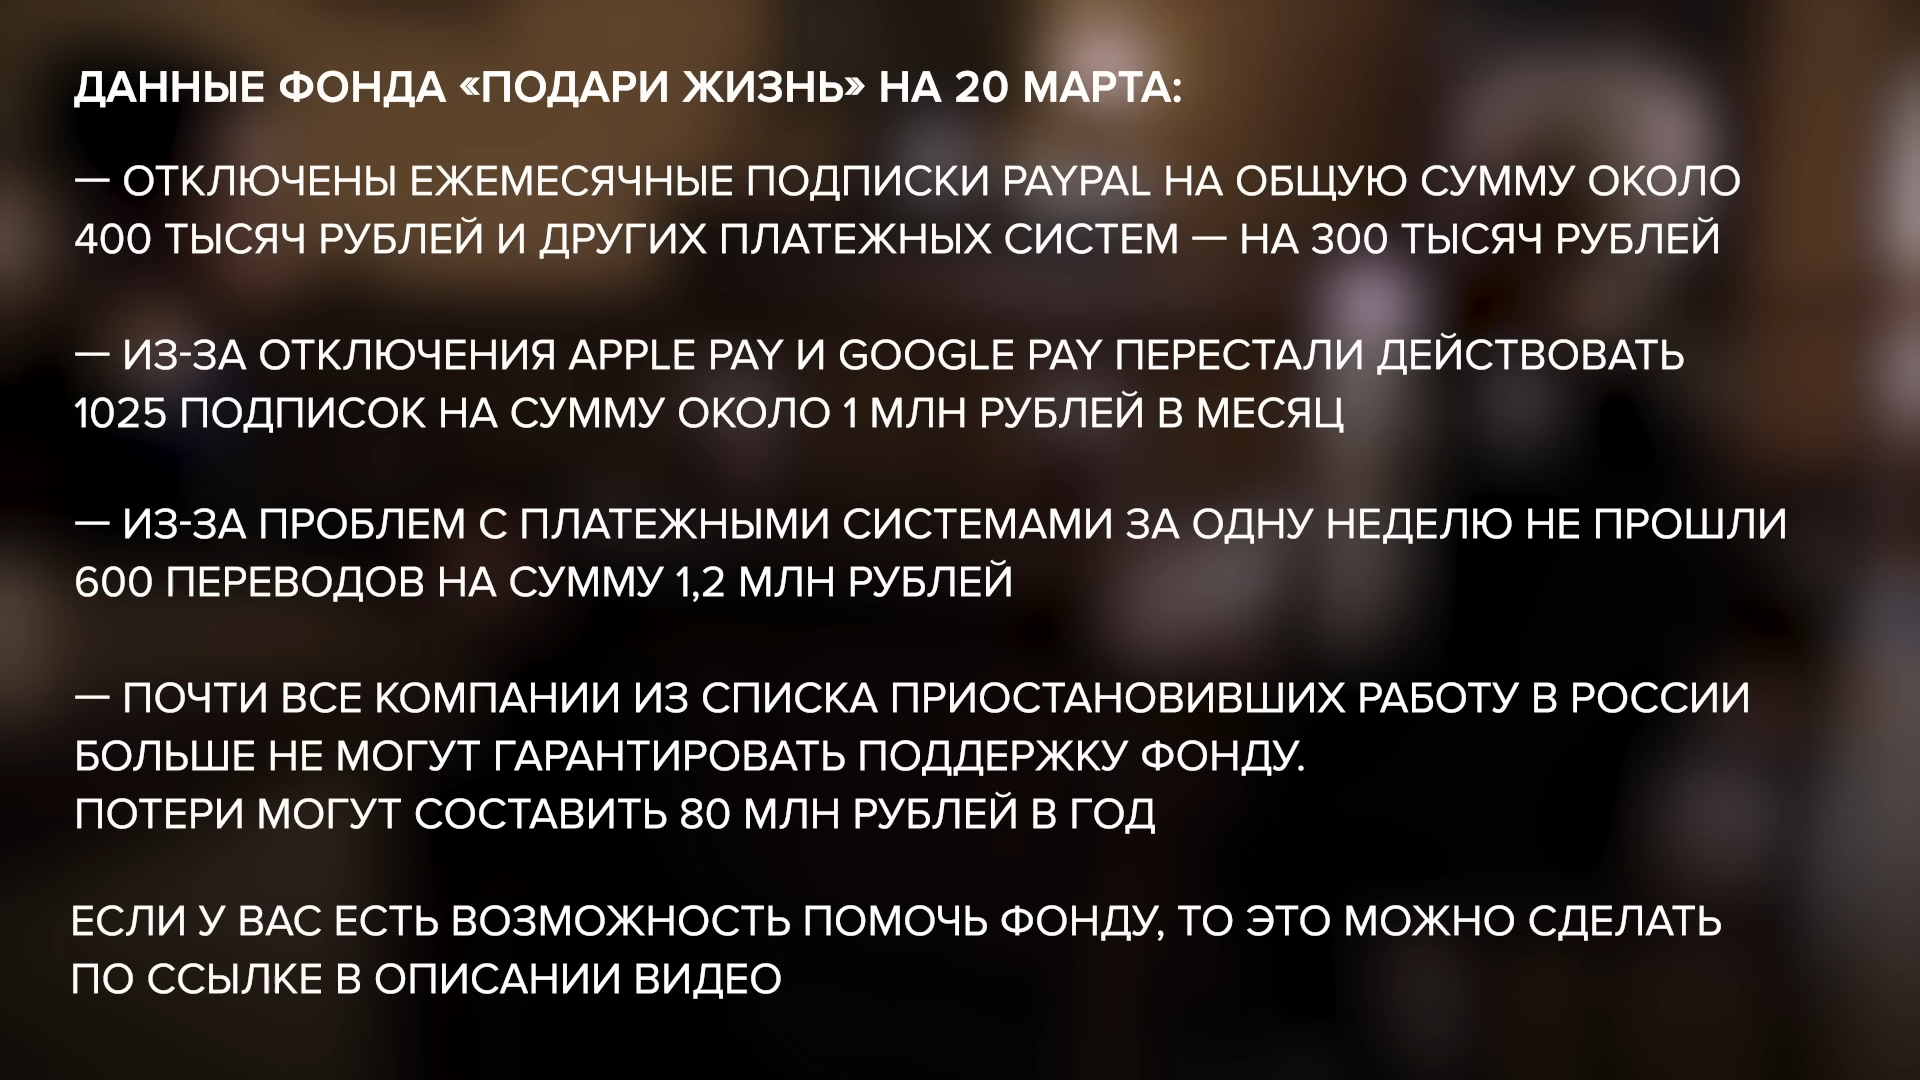 ДАННЫЕ ФОНДА «ПОДАРИ ЖИЗНЬ» НА 20 МАРТА:
— ОТКЛЮЧЕНЫ ЕЖЕМЕСЯЧНЫЕ ПОДПИСКИ PAYPAL НА ОБЩУЮ СУММУ ОКОЛО
400 ТЫСЯЧ РУБЛЕЙ И ДРУГИХ ПЛАТЕЖНЫХ СИСТЕМ — НА 300 ТЫСЯЧ РУБЛЕЙ
— ИЗ-ЗА ОТКЛЮЧЕНИЯ APPLE PAY И GOOGLE PAY ПЕРЕСТАЛИ ДЕЙСТВОВАТЬ
1025 ПОДПИСОК НА СУММУ ОКОЛО 1 МЛН РУБЛЕЙ В МЕСЯЦ
— ИЗ-ЗА ПРОБЛЕМ С ПЛАТЕЖНЫМИ СИСТЕМАМИ ЗА ОДНУ НЕДЕЛЮ НЕ ПРОШЛИ
600 ПЕРЕВОДОВ НА СУММУ 1,2 МЛН РУБЛЕЙ
— ПОЧТИ ВСЕ КОМПАНИИ ИЗ СПИСКА ПРИОСТАНОВИВШИХ РАБОТУ В РОССИИ
БОЛЬШЕ НЕ МОГУТ ГАРАНТИРОВАТЬ ПОДДЕРЖКУ ФОНДУ.
ПОТЕРИ МОГУТ СОСТАВИТЬ 80 МЛН РУБЛЕЙ В ГОД
ЕСЛИ У ВАС ЕСТЬ ВОЗМОЖНОСТЬ ПОМОЧЬ ФОНДУ, ТО ЭТО МОЖНО СДЕЛАТЬ
ПО ССЫЛКЕ В ОПИСАНИИ ВИДЕО